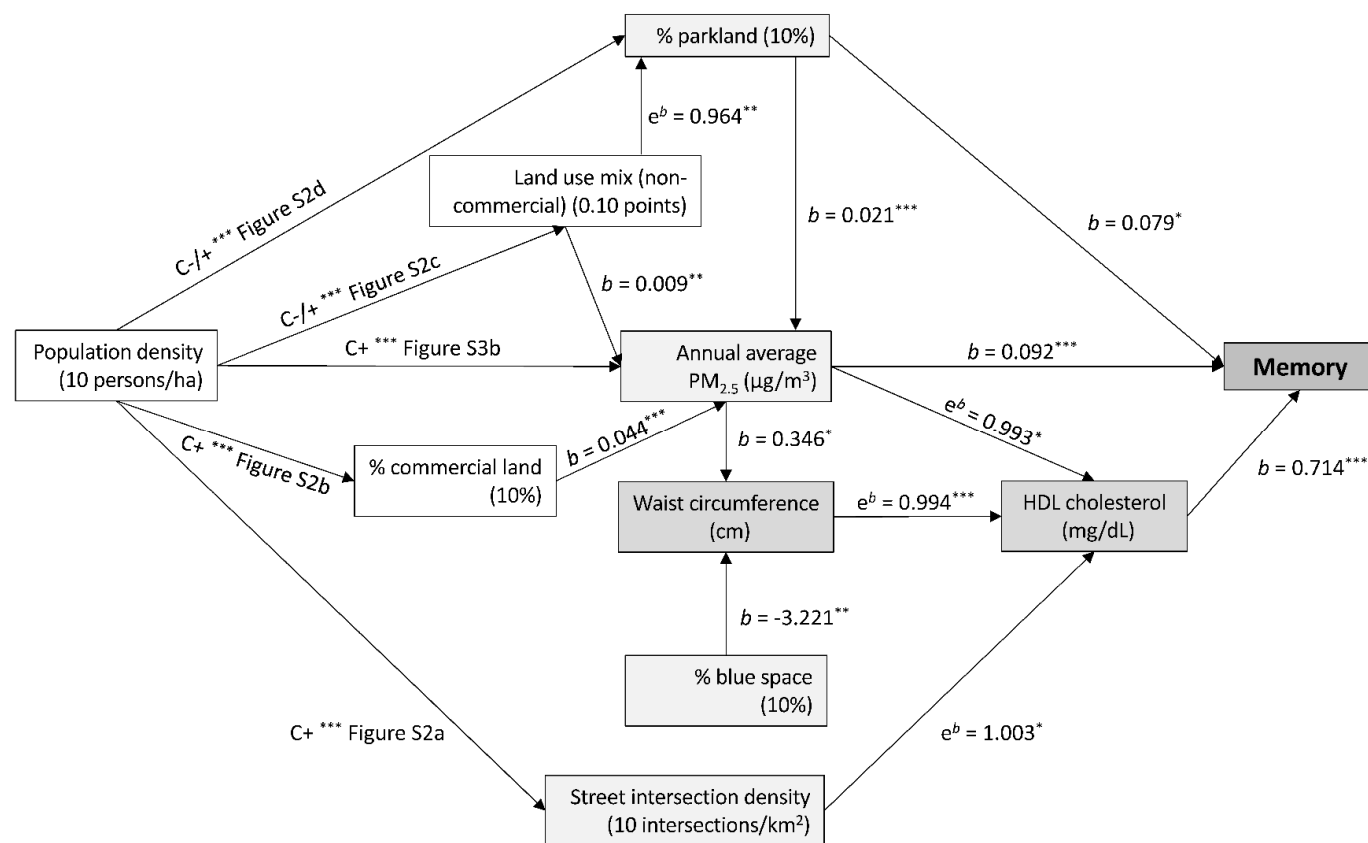 % parkland (10%)
e^b = 0.964**
C-/+ *** Figure S2d
Land use mix (non-
commercial) (0.10 points)
b = 0.021***
b = 0.079*
C-/+ *** Figure S2c
b = 0.009**
Population density
(10 persons/ha)
C+ *** Figure S3b
Annual average
PM2.5 (µg/m³)
b = 0.092***
Memory
C+ *** Figure S2b
% commercial land
(10%)
b = 0.044***
b = 0.346*
e^b = 0.993*
b = 0.714***
Waist circumference
(cm)
e^b = 0.994***
HDL cholesterol
(mg/dL)
b = -3.221**
% blue space
(10%)
C+ *** Figure S2a
e^b = 1.003*
Street intersection density
(10 intersections/km²)